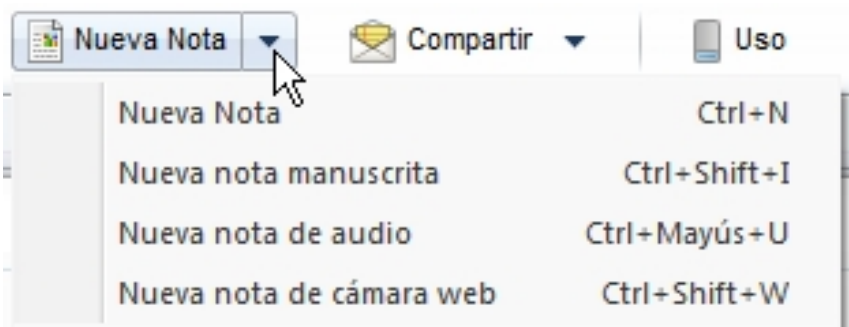 Nueva Nota Compartir Uso
Nueva Nota Ctrl+N
Nueva nota manuscrita Ctrl+Shift+I
Nueva nota de audio Ctrl+Mayús+U
Nueva nota de cámara web Ctrl+Shift+W